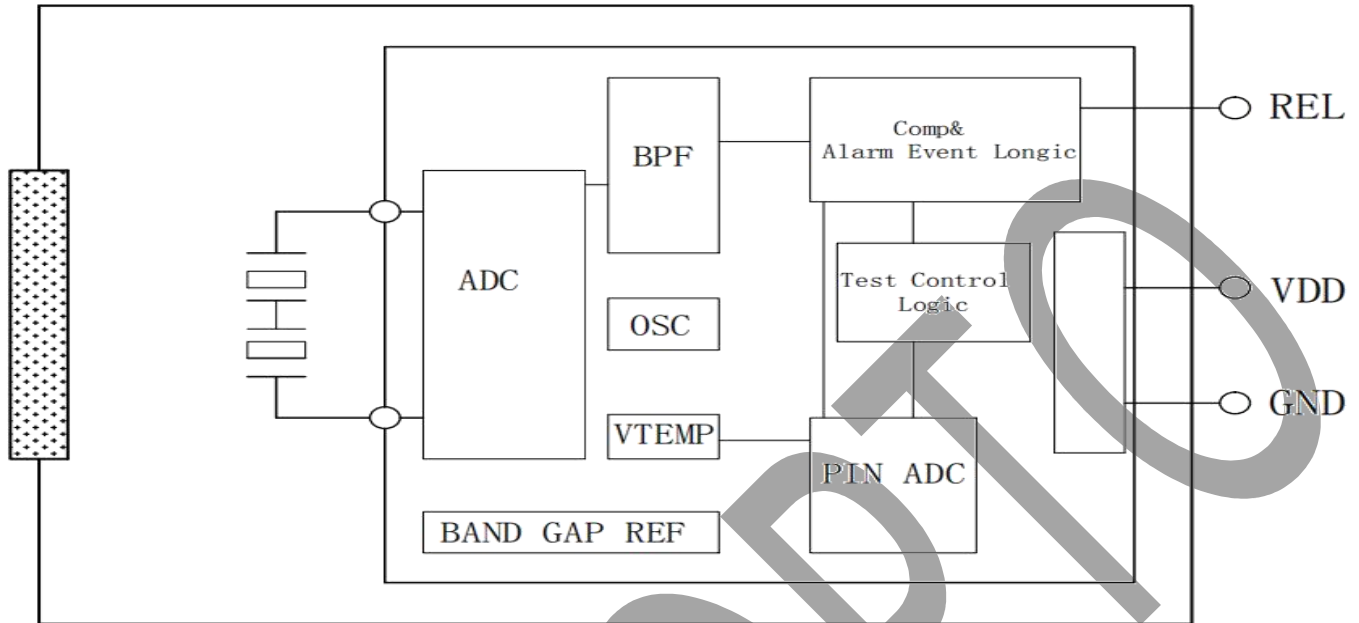 REL
Comp&
Alarm Event Longic
BPF
ADC
Test Control
Logic
VDD
OSC
GND
VTEMP
PIN ADC
BAND GAP REF
PTO